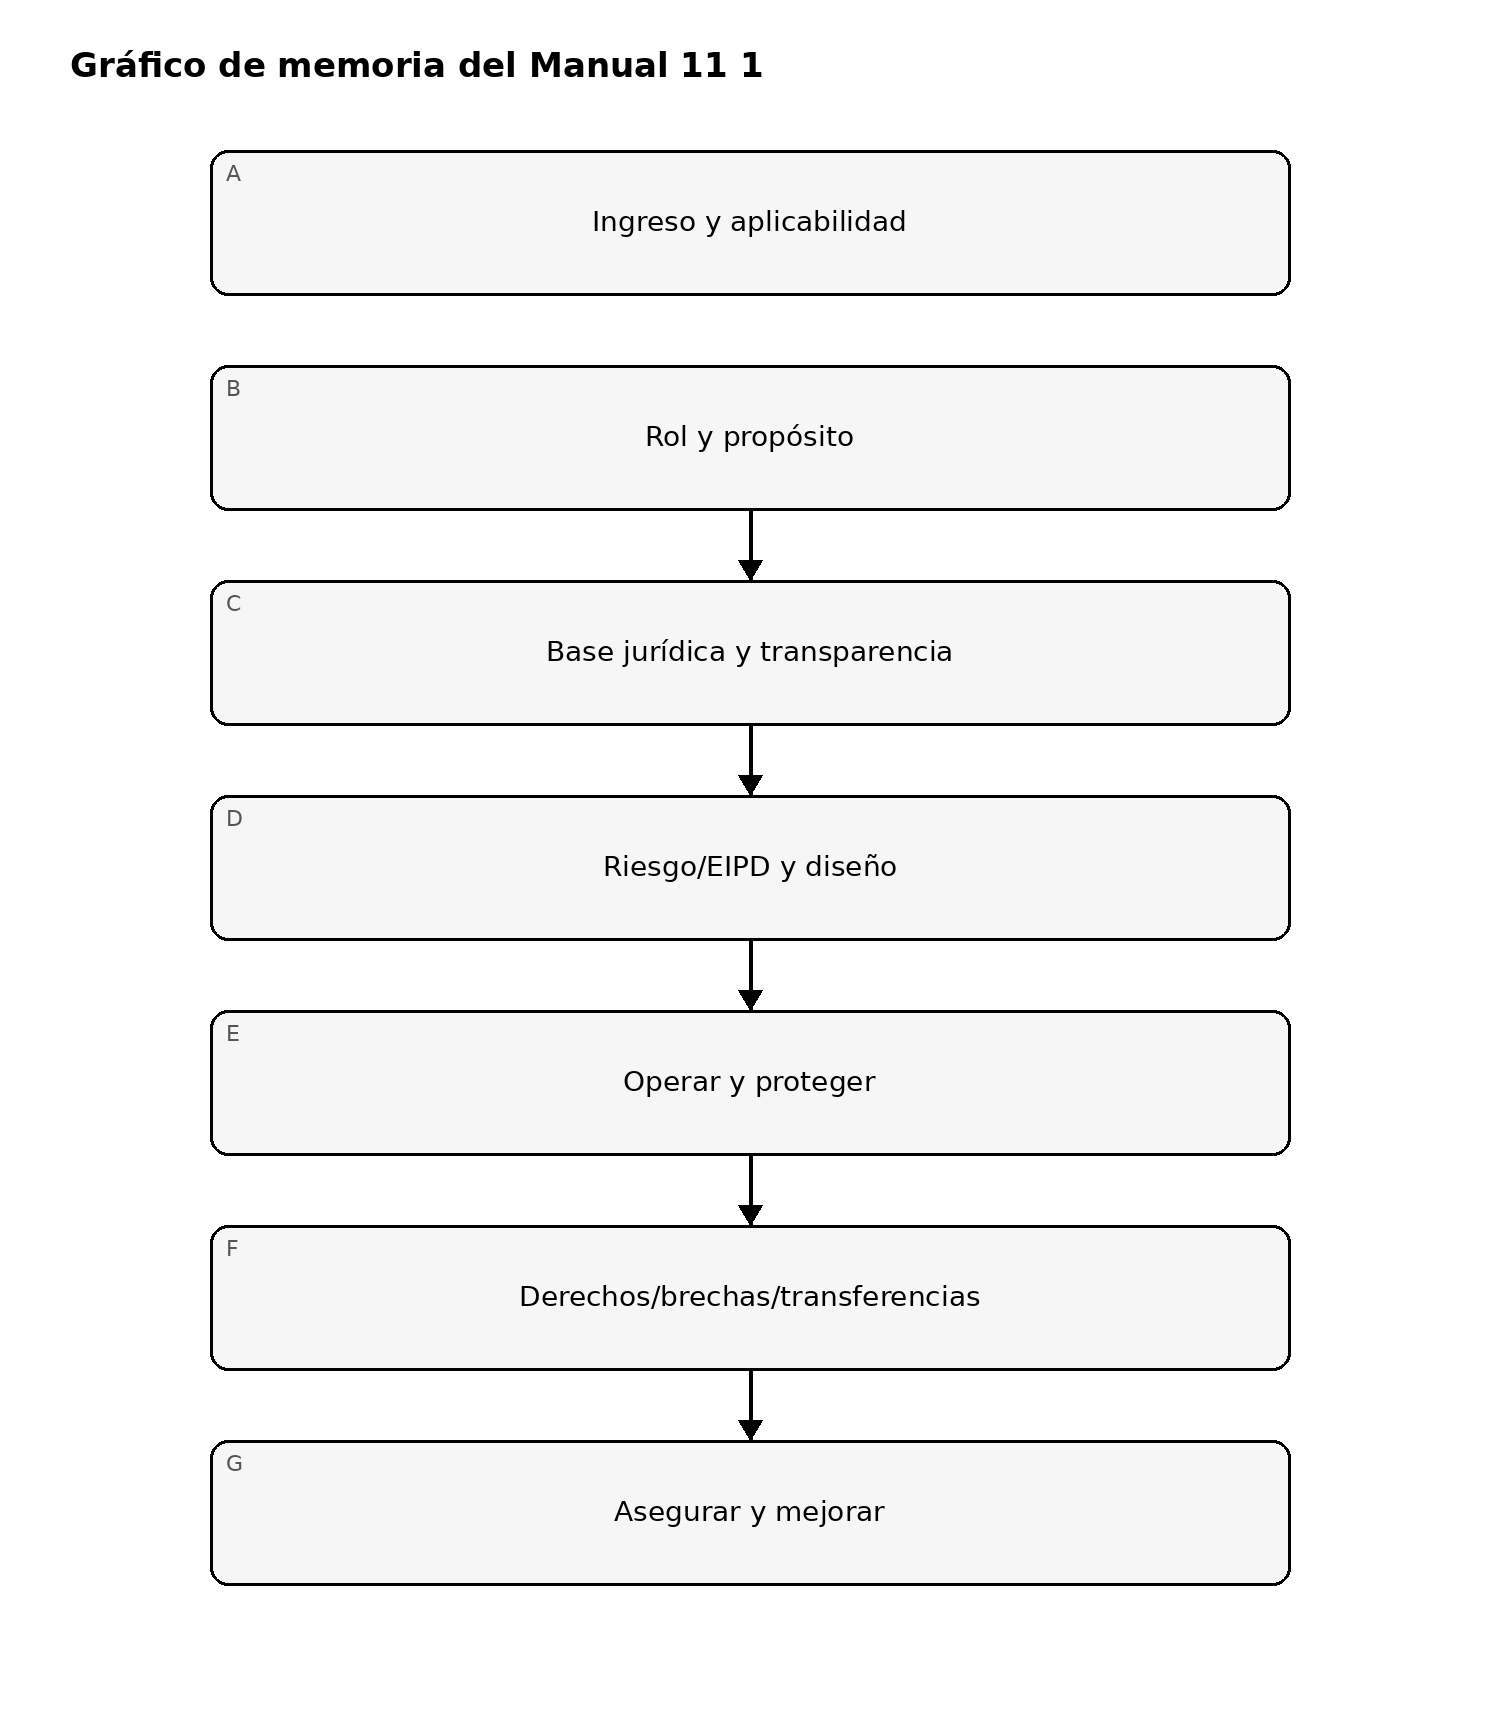 Gráfico de memoria del Manual 11 1
A
Ingreso y aplicabilidad
B
Rol y propósito
C
Base jurídica y transparencia
D
Riesgo/EIPD y diseño
E
Operar y proteger
F
Derechos/brechas/transferencias
G
Asegurar y mejorar